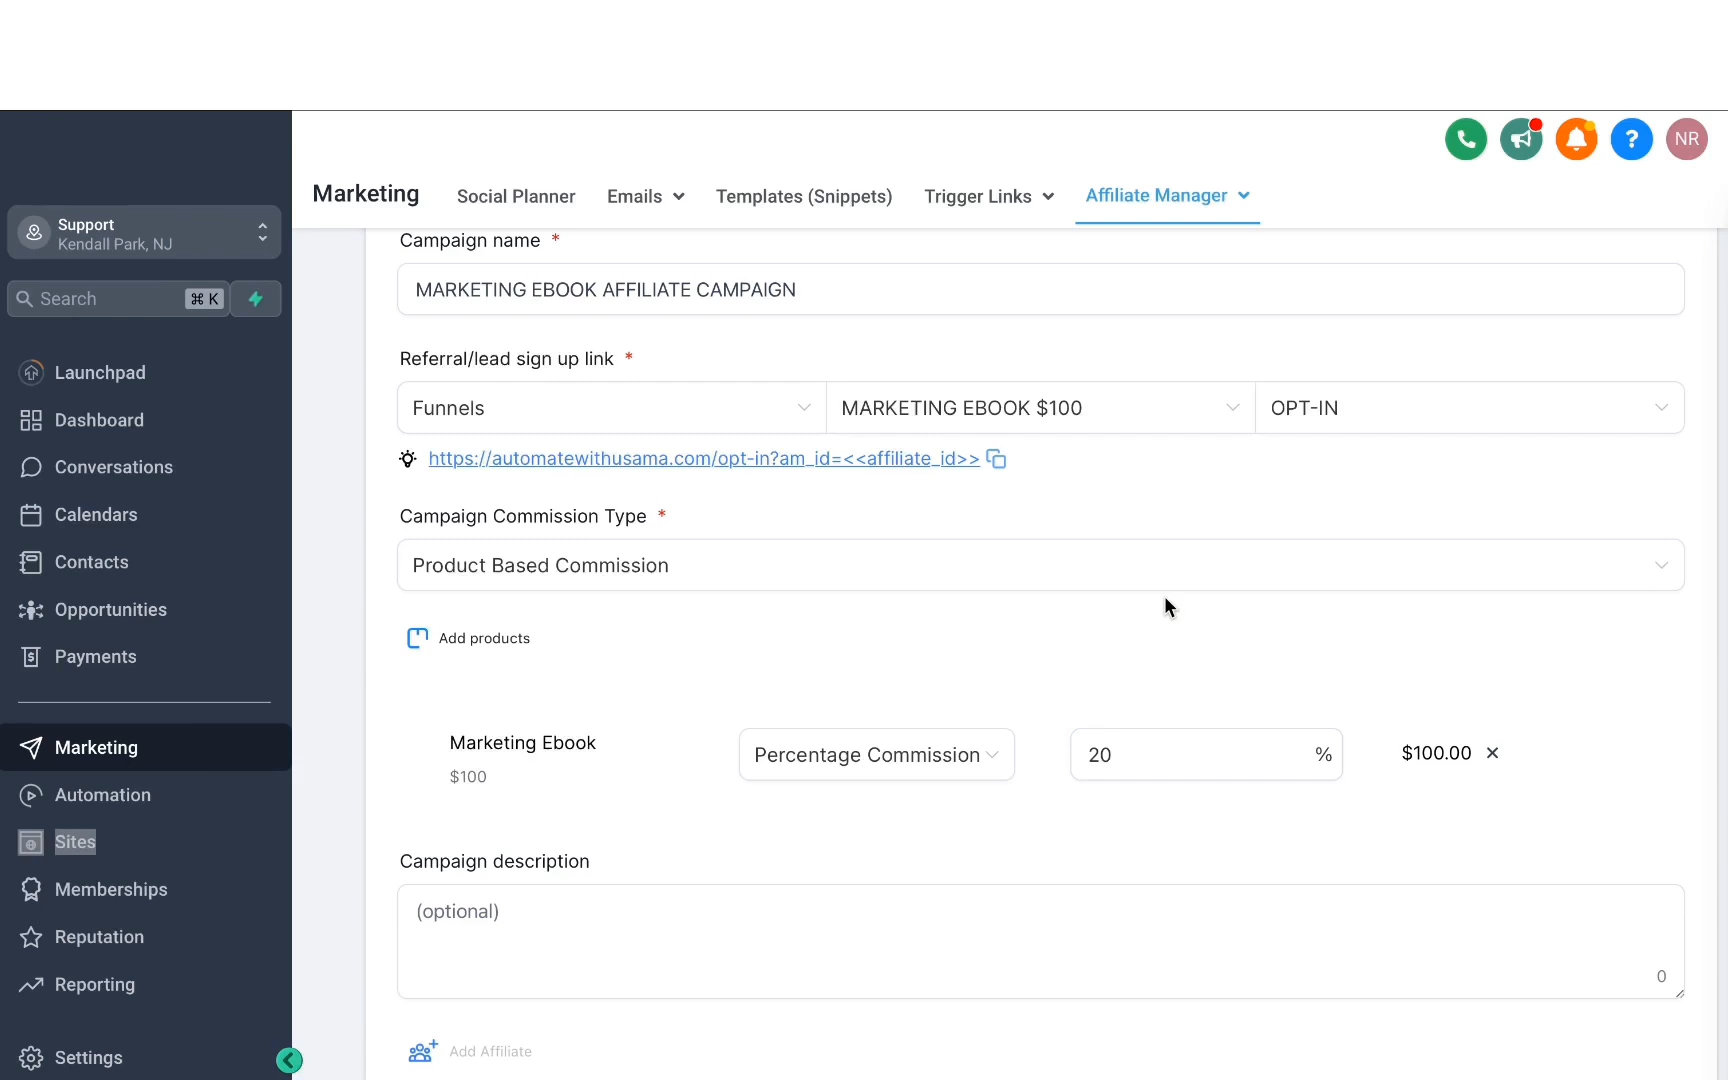 NR
Marketing
Social Planner
Emails
Templates (Snippets)
Trigger Links
Affiliate Manager
Support
Kendall Park, NJ
Search
⌘ K
Launchpad
Dashboard
Conversations
Calendars
Contacts
Opportunities
Payments
Marketing
Automation
Sites
Memberships
Reputation
Reporting
Settings
Campaign name *
MARKETING EBOOK AFFILIATE CAMPAIGN
Referral/lead sign up link *
Funnels
MARKETING EBOOK $100
OPT-IN
https://automatewithusama.com/opt-in?am_id=<<affiliate_id>>
Campaign Commission Type *
Product Based Commission
Add products
Marketing Ebook
$100
Percentage Commission
20 %
$100.00
Campaign description
(optional)
0
Add Affiliate